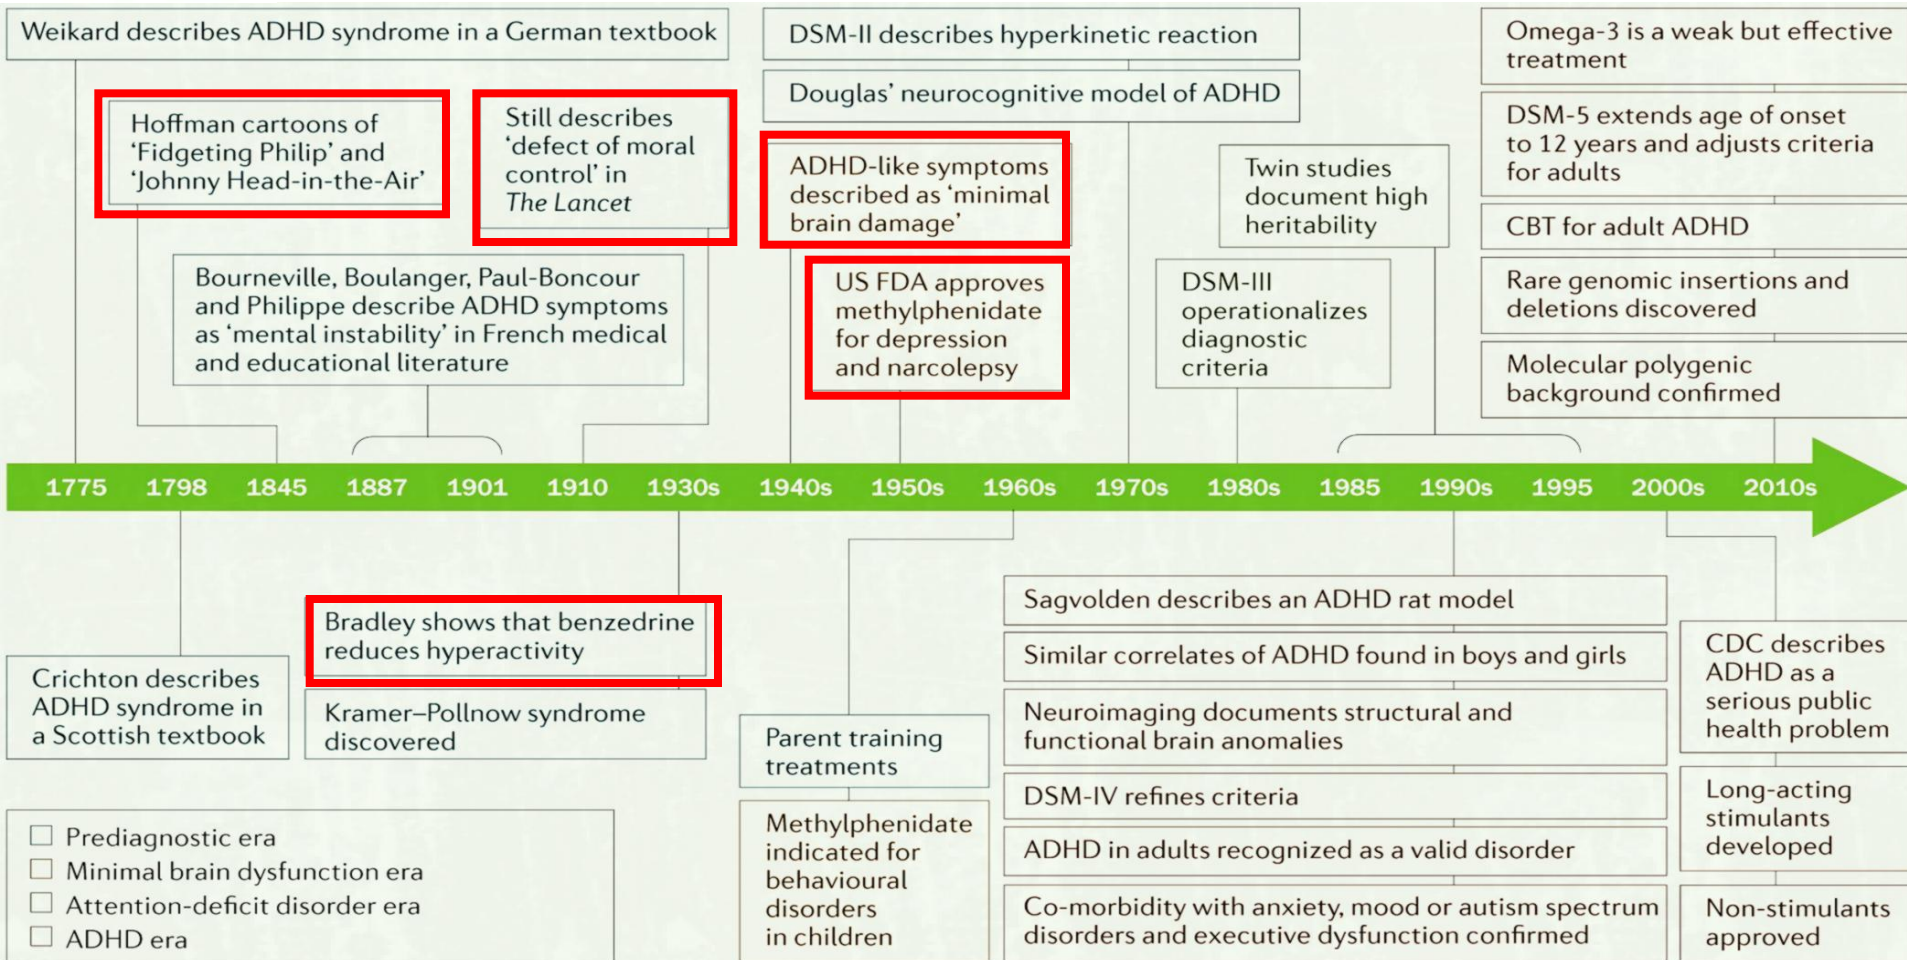 Weikard describes ADHD syndrome in a German textbook
Hoffman cartoons of
‘Fidgeting Philip’ and
‘Johnny Head-in-the-Air’
Still describes
‘defect of moral
control’ in
The Lancet
Bourneville, Boulanger, Paul-Boncour
and Philippe describe ADHD symptoms
as ‘mental instability’ in French medical
and educational literature
DSM-II describes hyperkinetic reaction
Douglas’ neurocognitive model of ADHD
ADHD-like symptoms
described as ‘minimal
brain damage’
US FDA approves
methylphenidate
for depression
and narcolepsy
Twin studies
document high
heritability
DSM-III
operationalizes
diagnostic
criteria
Omega-3 is a weak but effective
treatment
DSM-5 extends age of onset
to 12 years and adjusts criteria
for adults
CBT for adult ADHD
Rare genomic insertions and
deletions discovered
Molecular polygenic
background confirmed
1775 1798 1845 1887 1901 1910 1930s 1940s 1950s 1960s 1970s 1980s 1985 1990s 1995 2000s 2010s
Crichton describes
ADHD syndrome in
a Scottish textbook
Bradley shows that benzedrine
reduces hyperactivity
Kramer–Pollnow syndrome
discovered
Parent training
treatments
Methylphenidate
indicated for
behavioural
disorders
in children
Sagvolden describes an ADHD rat model
Similar correlates of ADHD found in boys and girls
Neuroimaging documents structural and
functional brain anomalies
DSM-IV refines criteria
ADHD in adults recognized as a valid disorder
Co-morbidity with anxiety, mood or autism spectrum
disorders and executive dysfunction confirmed
CDC describes
ADHD as a
serious public
health problem
Long-acting
stimulants
developed
Non-stimulants
approved
Prediagnostic era
Minimal brain dysfunction era
Attention-deficit disorder era
ADHD era